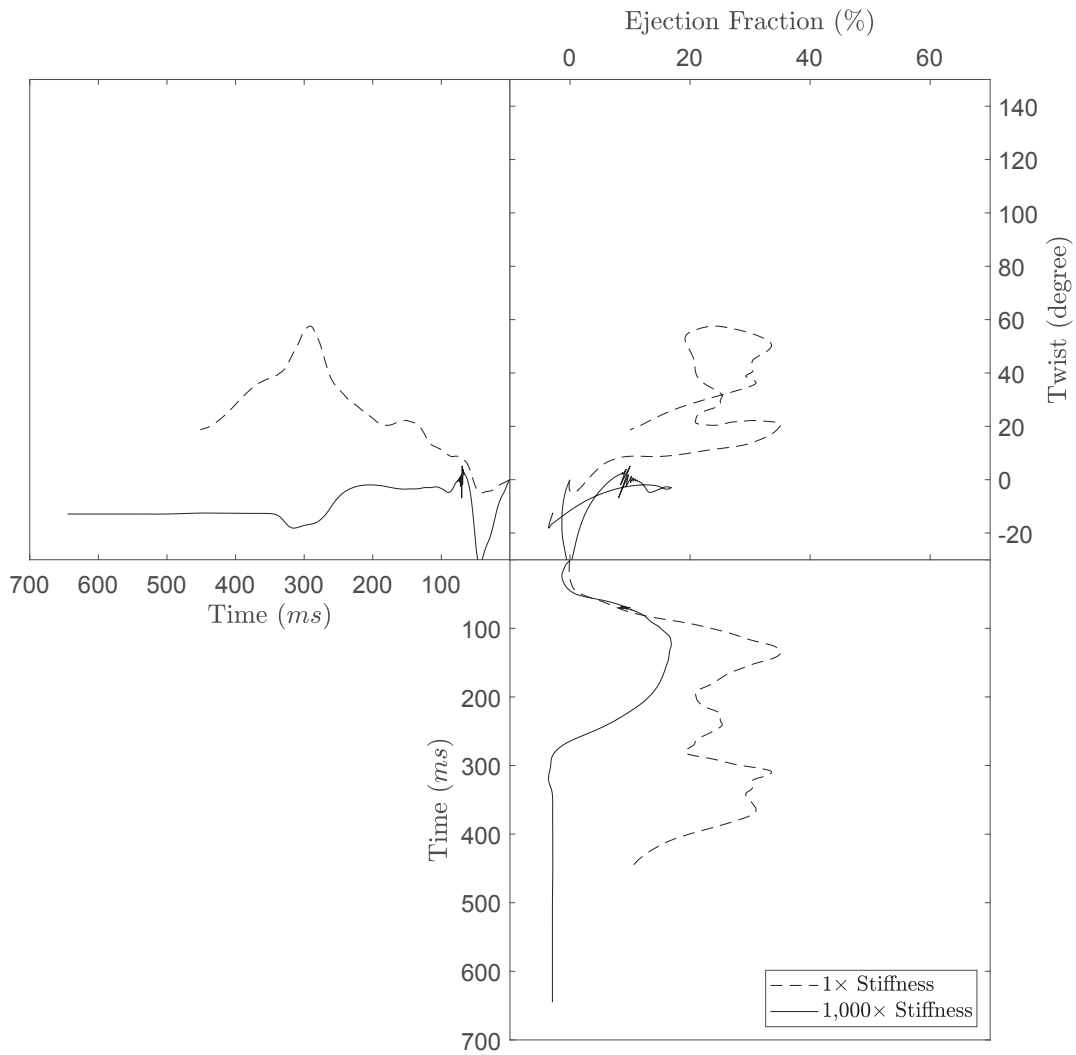 Ejection Fraction (%)
0 20 40 60
140
120
100
80
60
40
20
0
-20
Twist (degree)
700 600 500 400 300 200 100
Time (ms)
100
200
300
400
500
600
700
Time (ms)
1× Stiffness
1,000× Stiffness